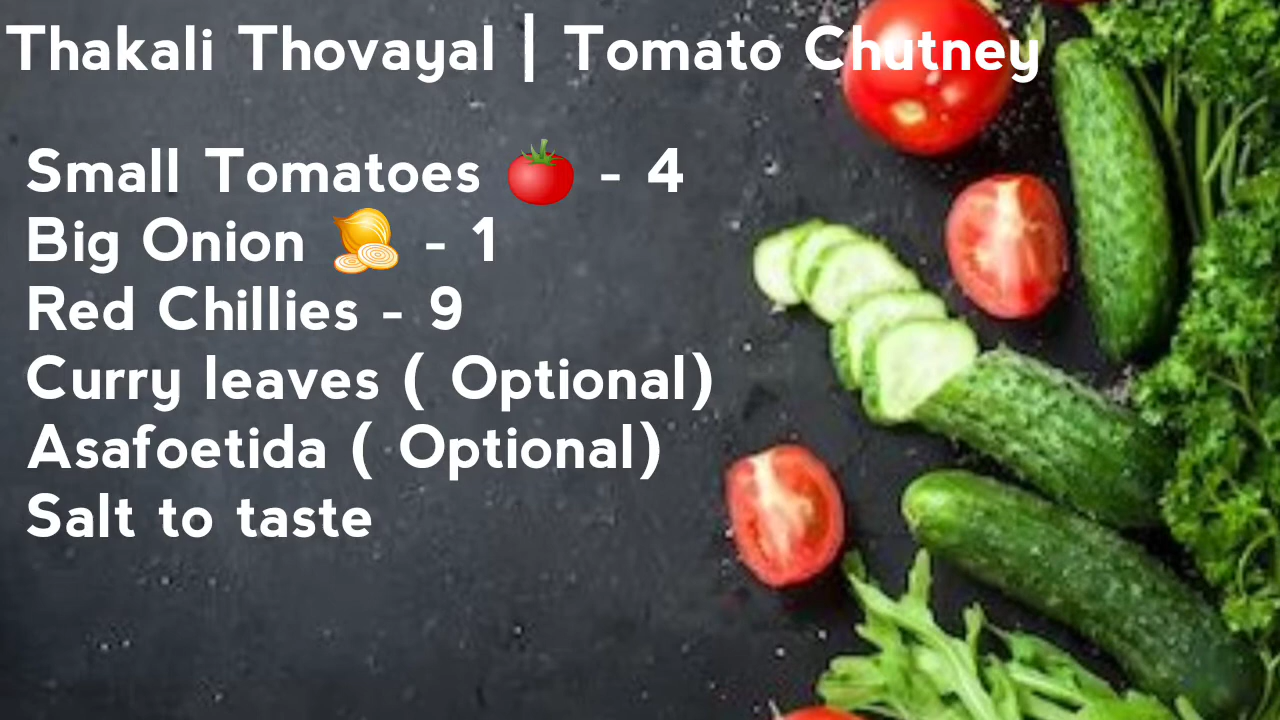 Thakali Thovayal | Tomato Chutney
Small Tomatoes 🍅 - 4
Big Onion 🧅 - 1
Red Chillies - 9
Curry leaves ( Optional)
Asafoetida ( Optional)
Salt to taste